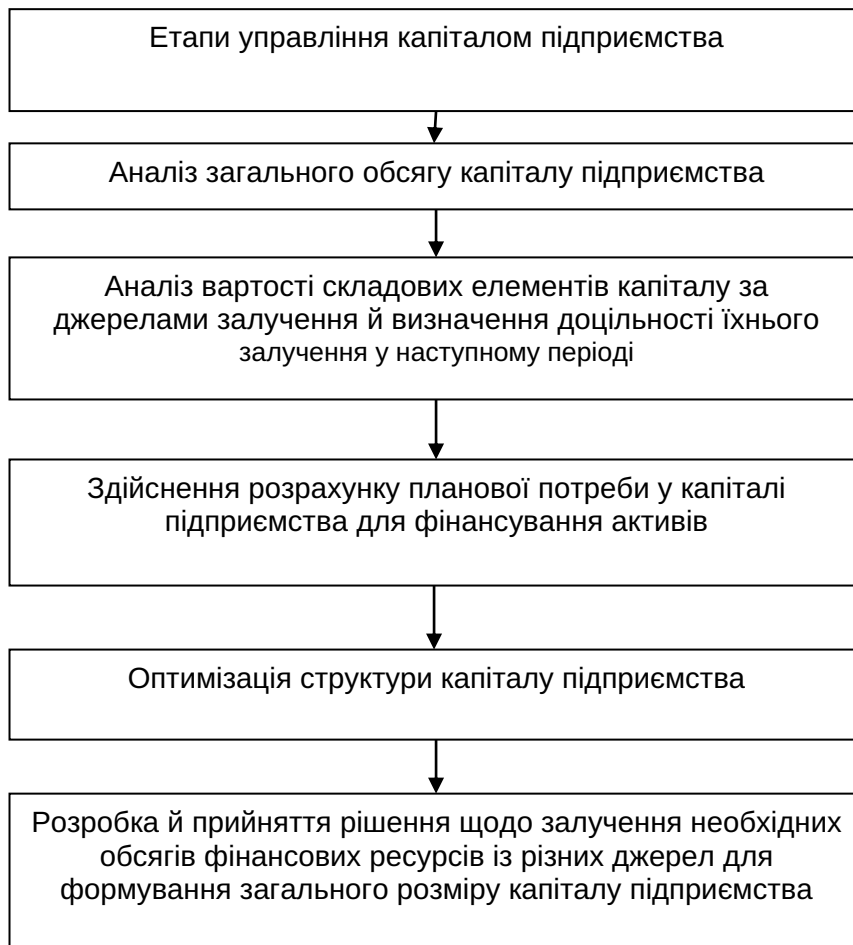 Етапи управління капіталом підприємства
Аналіз загального обсягу капіталу підприємства
Аналіз вартості складових елементів капіталу за
джерелами залучення й визначення доцільності їхнього
залучення у наступному періоді
Здійснення розрахунку планової потреби у капіталі
підприємства для фінансування активів
Оптимізація структури капіталу підприємства
Розробка й прийняття рішення щодо залучення необхідних
обсягів фінансових ресурсів із різних джерел для
формування загального розміру капіталу підприємства